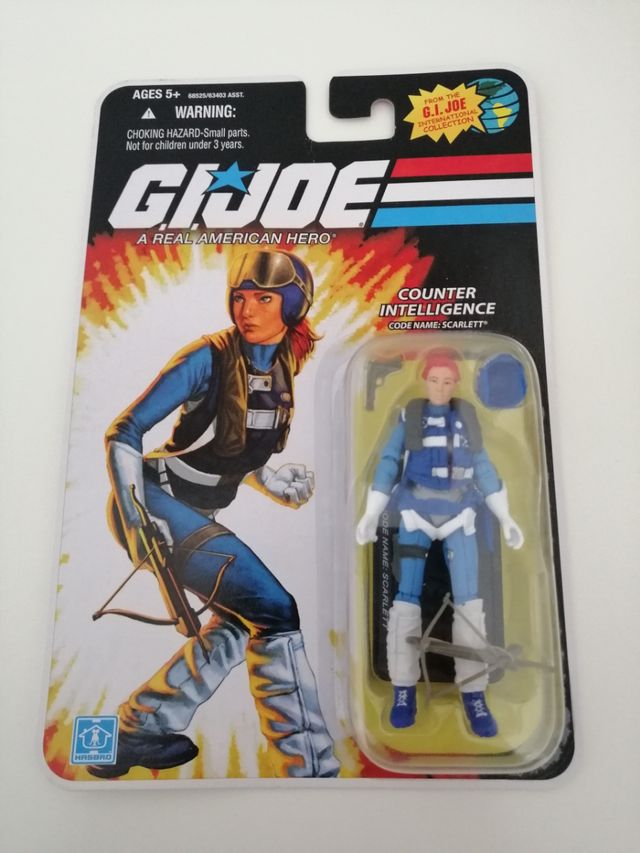 AGES 5+ 68525/63403 ASST.
WARNING:
CHOKING HAZARD-Small parts.
Not for children under 3 years.
FROM THE
G.I. JOE
INTERNATIONAL
COLLECTION
G.I. JOE®
A REAL AMERICAN HERO®
COUNTER
INTELLIGENCE
CODE NAME: SCARLETT®
CODE NAME: SCARLETT
HASBRO